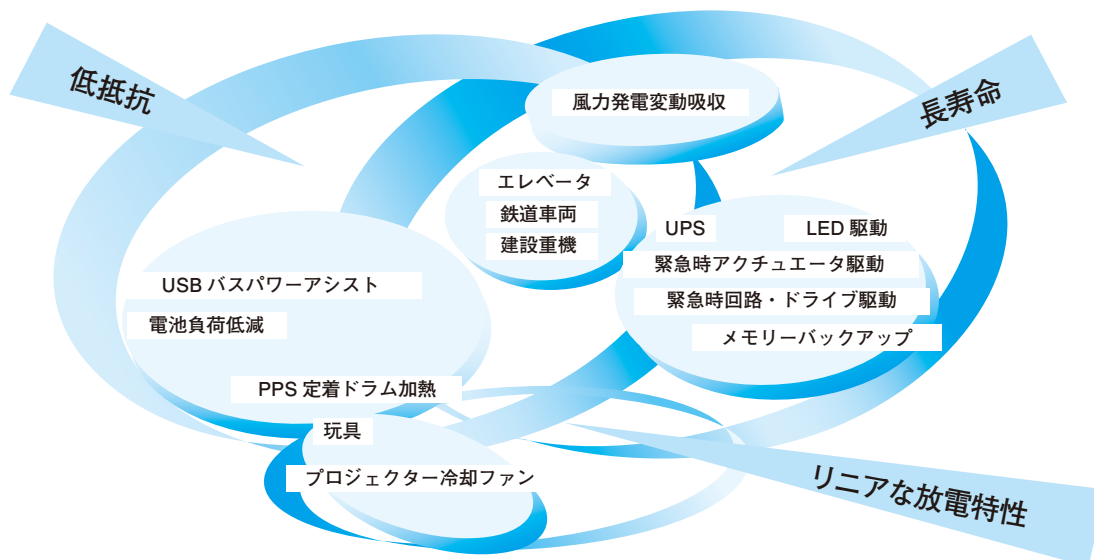 低抵抗
長寿命
風力発電変動吸収
エレベータ
鉄道車両
建設重機
UPS
LED 駆動
緊急時アクチュエータ駆動
緊急時回路・ドライブ駆動
メモリーバックアップ
USB バスパワーアシスト
電池負荷低減
PPS 定着ドラム加熱
玩具
プロジェクター冷却ファン
リニアな放電特性